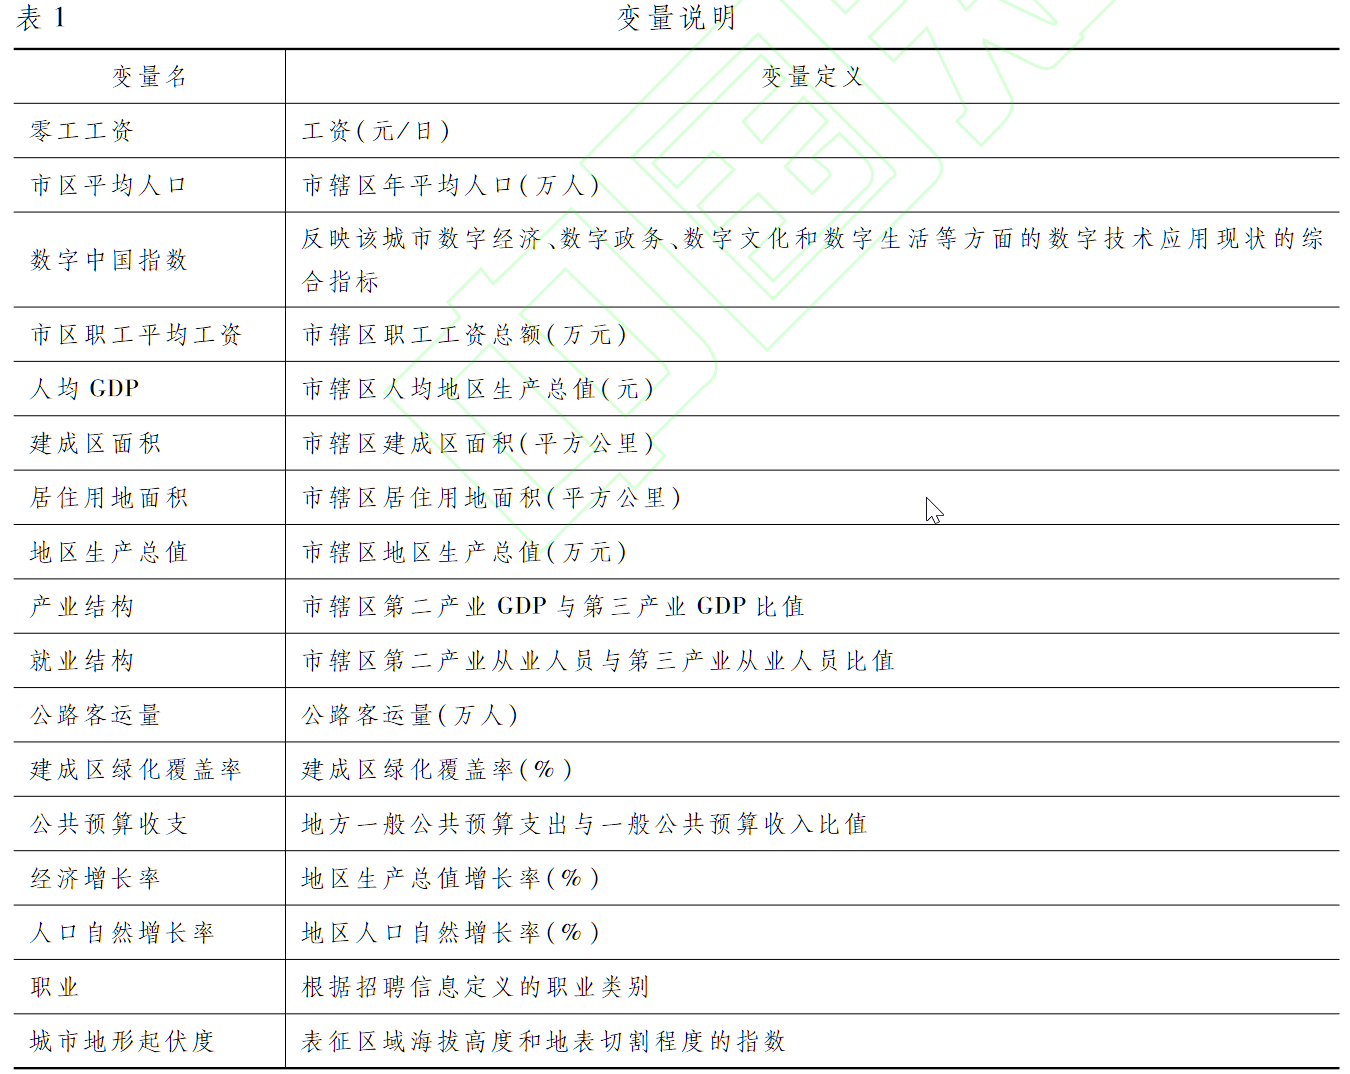 表 1 变量说明
变量名 变量定义
零工工资 工资(元/日)
市区平均人口 市辖区年平均人口(万人)
数字中国指数 反映该城市数字经济、数字政务、数字文化和数字生活等方面的数字技术应用现状的综
合指标
市区职工平均工资 市辖区职工工资总额(万元)
人均 GDP 市辖区人均地区生产总值(元)
建成区面积 市辖区建成区面积(平方公里)
居住用地面积 市辖区居住用地面积(平方公里)
地区生产总值 市辖区地区生产总值(万元)
产业结构 市辖区第二产业 GDP 与第三产业 GDP 比值
就业结构 市辖区第二产业从业人员与第三产业从业人员比值
公路客运量 公路客运量(万人)
建成区绿化覆盖率 建成区绿化覆盖率(%)
公共预算收支 地方一般公共预算支出与一般公共预算收入比值
经济增长率 地区生产总值增长率(%)
人口自然增长率 地区人口自然增长率(%)
职业 根据招聘信息定义的职业类别
城市地形起伏度 表征区域海拔高度和地表切割程度的指数